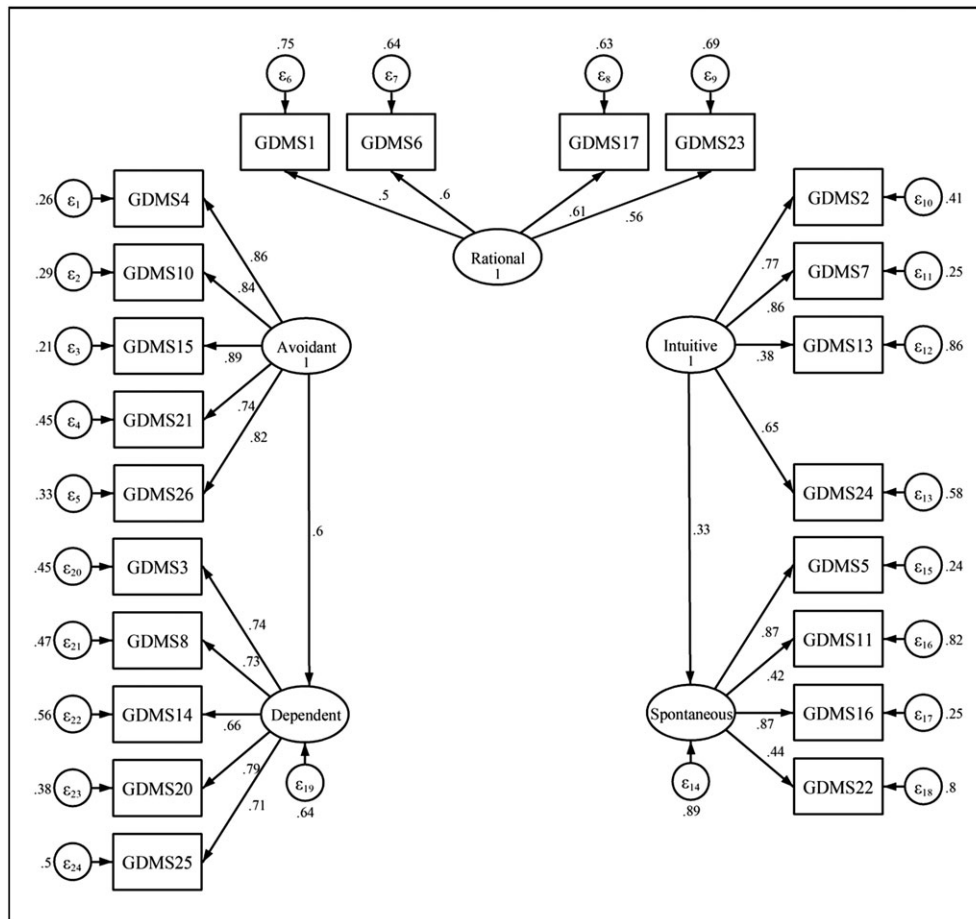 .75 .64 .63 .69
ε6 ε7 ε8 ε9
GDMS1 GDMS6 GDMS17 GDMS23
.5 .6 .61 .56
Rational
1
.26 ε1 GDMS4
.29 ε2 GDMS10
.21 ε3 GDMS15
.45 ε4 GDMS21
.33 ε5 GDMS26
.86
.84
.89
.74
.82
Avoidant
1
.6
.45 ε20 GDMS3
.47 ε21 GDMS8
.56 ε22 GDMS14
.38 ε23 GDMS20
.5 ε24 GDMS25
.74
.73
.66
.79
.71
Dependent
ε19
.64
GDMS2 ε10 .41
GDMS7 ε11 .25
GDMS13 ε12 .86
GDMS24 ε13 .58
.77
.86
.38
.65
Intuitive
1
.33
GDMS5 ε15 .24
GDMS11 ε16 .82
GDMS16 ε17 .25
GDMS22 ε18 .8
.87
.42
.87
.44
Spontaneous
ε14
.89